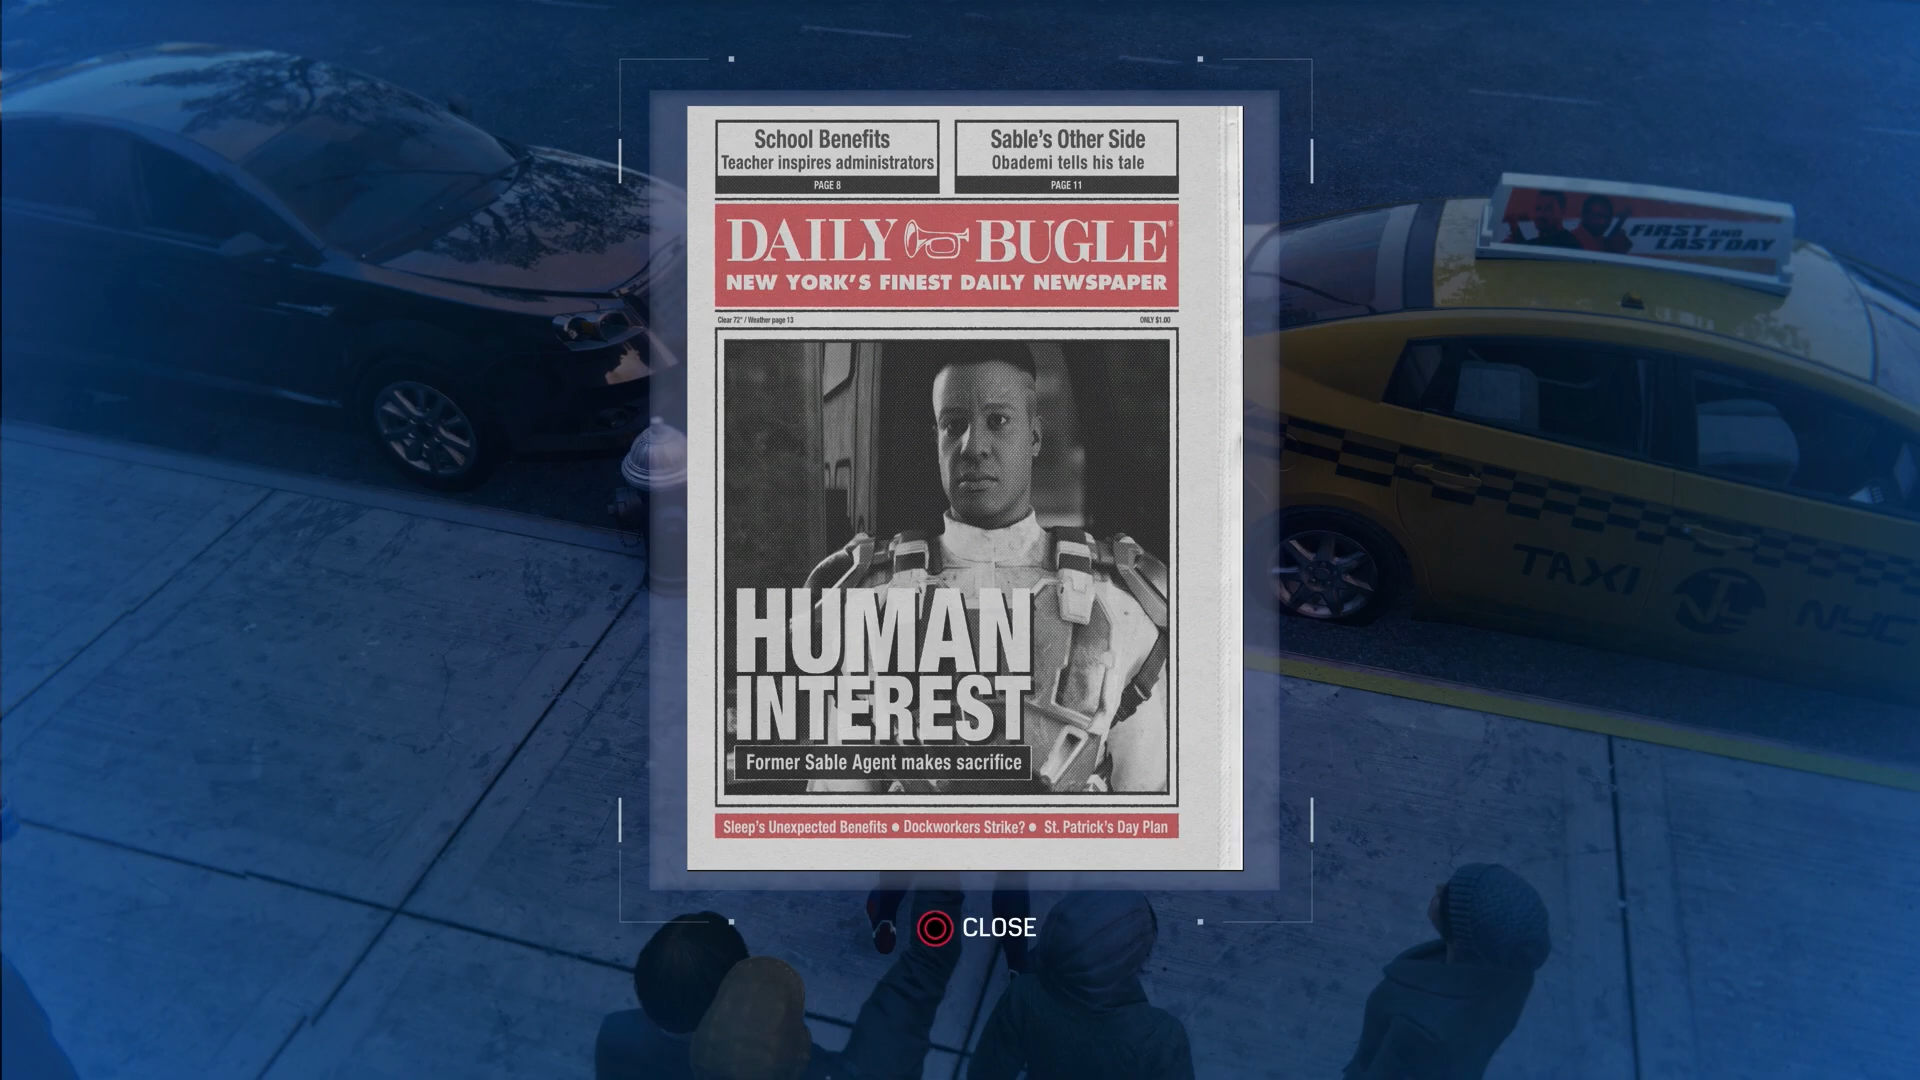 School Benefits
Teacher inspires administrators
PAGE 8
Sable's Other Side
Obademi tells his tale
PAGE 11
DAILY BUGLE®
NEW YORK'S FINEST DAILY NEWSPAPER
Clear 72° / Weather page 13
ONLY $1.00
HUMAN
INTEREST
Former Sable Agent makes sacrifice
Sleep's Unexpected Benefits • Dockworkers Strike? • St. Patrick's Day Plan
FIRST AND
LAST DAY
TAXI
NYC
CLOSE